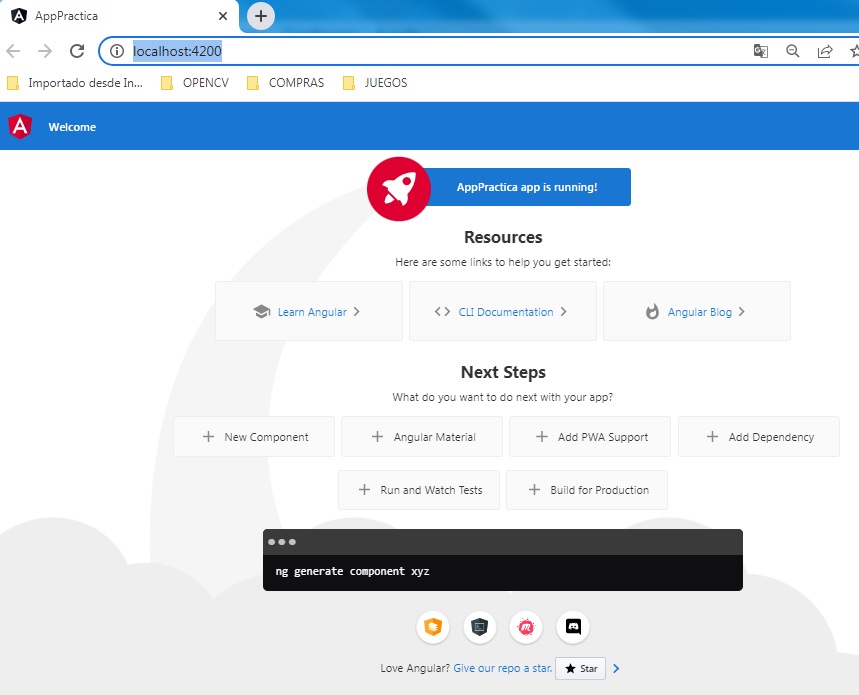 AppPractica
localhost:4200
Importado desde In... OPENCV COMPRAS JUEGOS
Welcome
AppPractica app is running!
Resources
Here are some links to help you get started:
Learn Angular CLI Documentation Angular Blog
Next Steps
What do you want to do next with your app?
New Component Angular Material Add PWA Support Add Dependency
Run and Watch Tests Build for Production
ng generate component xyz
Love Angular? Give our repo a star. Star